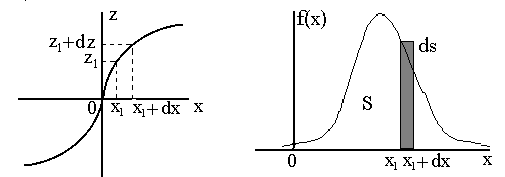 z
z₁+dz
z₁
0 x₁ x₁+dx x
f(x)
ds
S
0 x₁ x₁+dx x